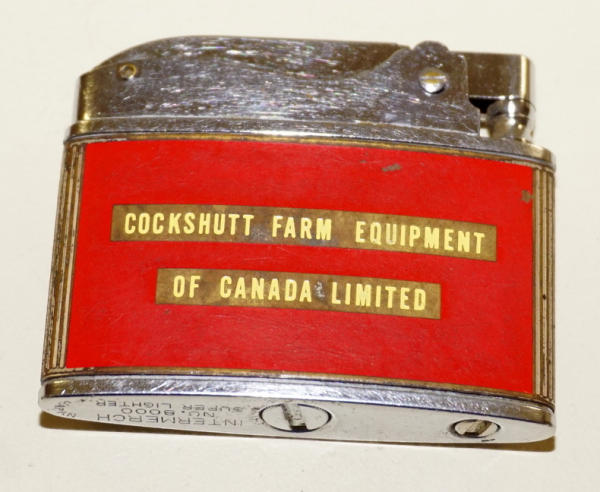 COCKSHUTT FARM EQUIPMENT
OF CANADA LIMITED
INTERMERCH
NO. 8000
SUPER LIGHTER